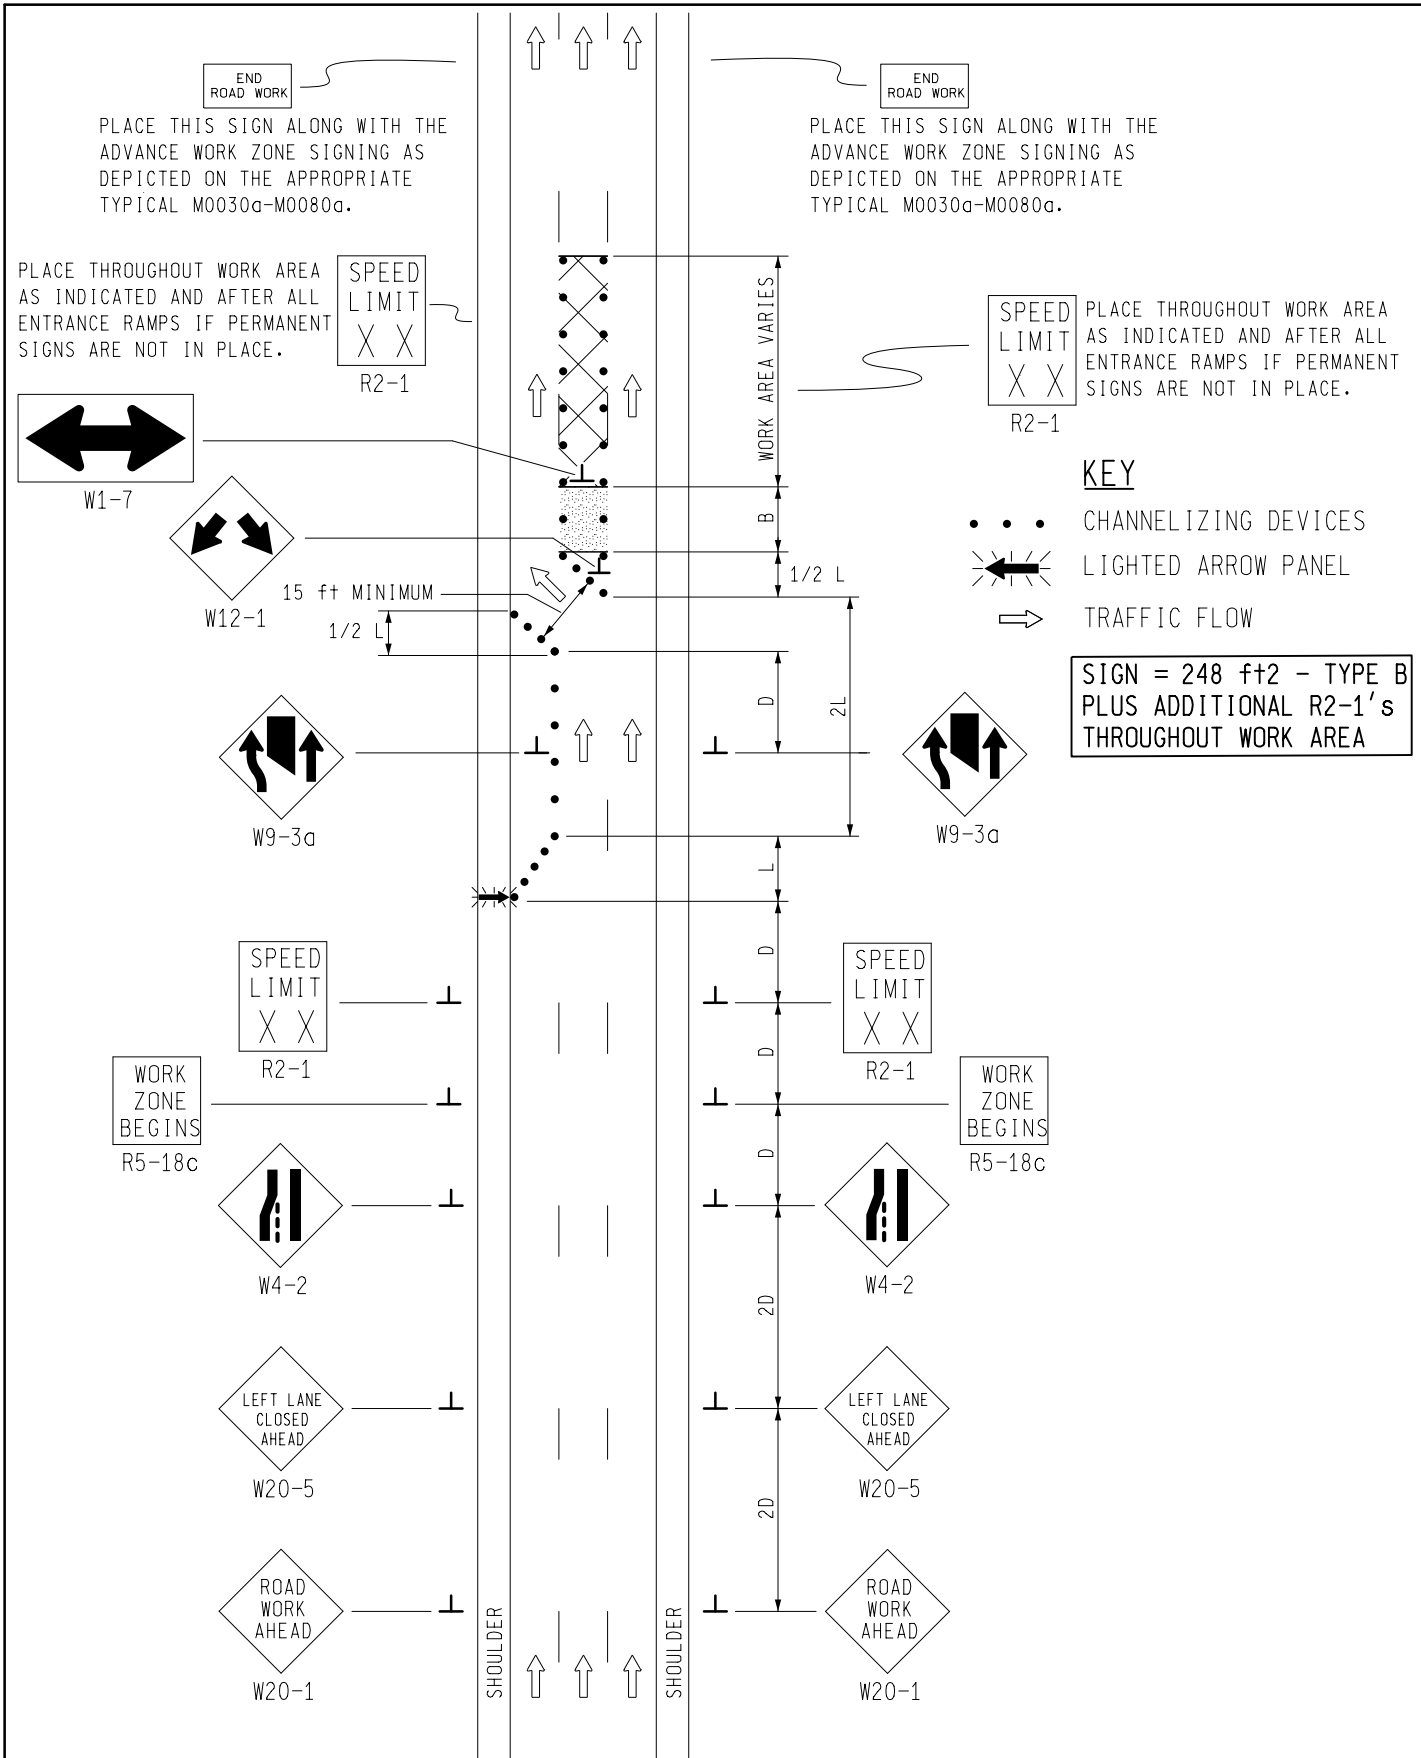 END
ROAD WORK
PLACE THIS SIGN ALONG WITH THE
ADVANCE WORK ZONE SIGNING AS
DEPICTED ON THE APPROPRIATE
TYPICAL M0030a-M0080a.
END
ROAD WORK
PLACE THIS SIGN ALONG WITH THE
ADVANCE WORK ZONE SIGNING AS
DEPICTED ON THE APPROPRIATE
TYPICAL M0030a-M0080a.
PLACE THROUGHOUT WORK AREA
AS INDICATED AND AFTER ALL
ENTRANCE RAMPS IF PERMANENT
SIGNS ARE NOT IN PLACE.
SPEED
LIMIT
X X
R2-1
WORK AREA VARIES
SPEED
LIMIT
X X
R2-1
PLACE THROUGHOUT WORK AREA
AS INDICATED AND AFTER ALL
ENTRANCE RAMPS IF PERMANENT
SIGNS ARE NOT IN PLACE.
W1-7
KEY
CHANNELIZING DEVICES
LIGHTED ARROW PANEL
TRAFFIC FLOW
B
1/2 L
W12-1
15 ft MINIMUM
1/2 L
SIGN = 248 ft2 - TYPE B
PLUS ADDITIONAL R2-1's
THROUGHOUT WORK AREA
D
2L
W9-3a
W9-3a
L
D
SPEED
LIMIT
X X
R2-1
SPEED
LIMIT
X X
R2-1
D
WORK
ZONE
BEGINS
R5-18c
WORK
ZONE
BEGINS
R5-18c
D
W4-2
W4-2
2D
LEFT LANE
CLOSED
AHEAD
W20-5
LEFT LANE
CLOSED
AHEAD
W20-5
2D
ROAD
WORK
AHEAD
W20-1
SHOULDER
SHOULDER
ROAD
WORK
AHEAD
W20-1